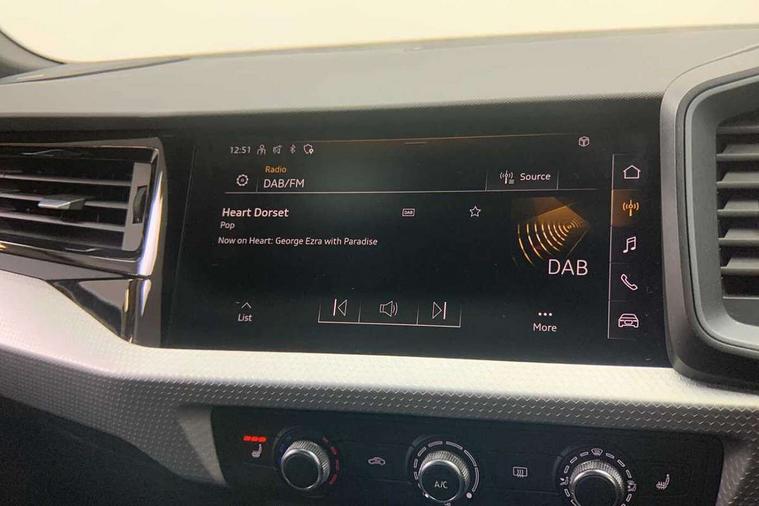 12:51
Radio
DAB/FM
Source
Heart Dorset
DAB
Pop
Now on Heart: George Ezra with Paradise
DAB
List
More
A/C